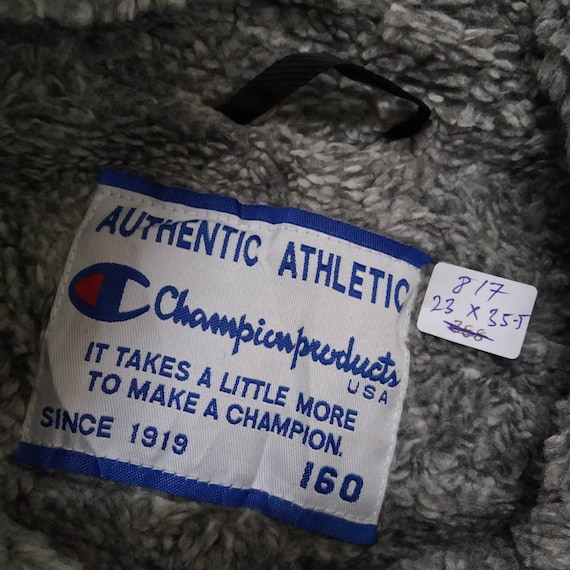 AUTHENTIC ATHLETIC
Championproducts
USA
IT TAKES A LITTLE MORE
TO MAKE A CHAMPION.
SINCE 1919
160
817
23 x 35.5